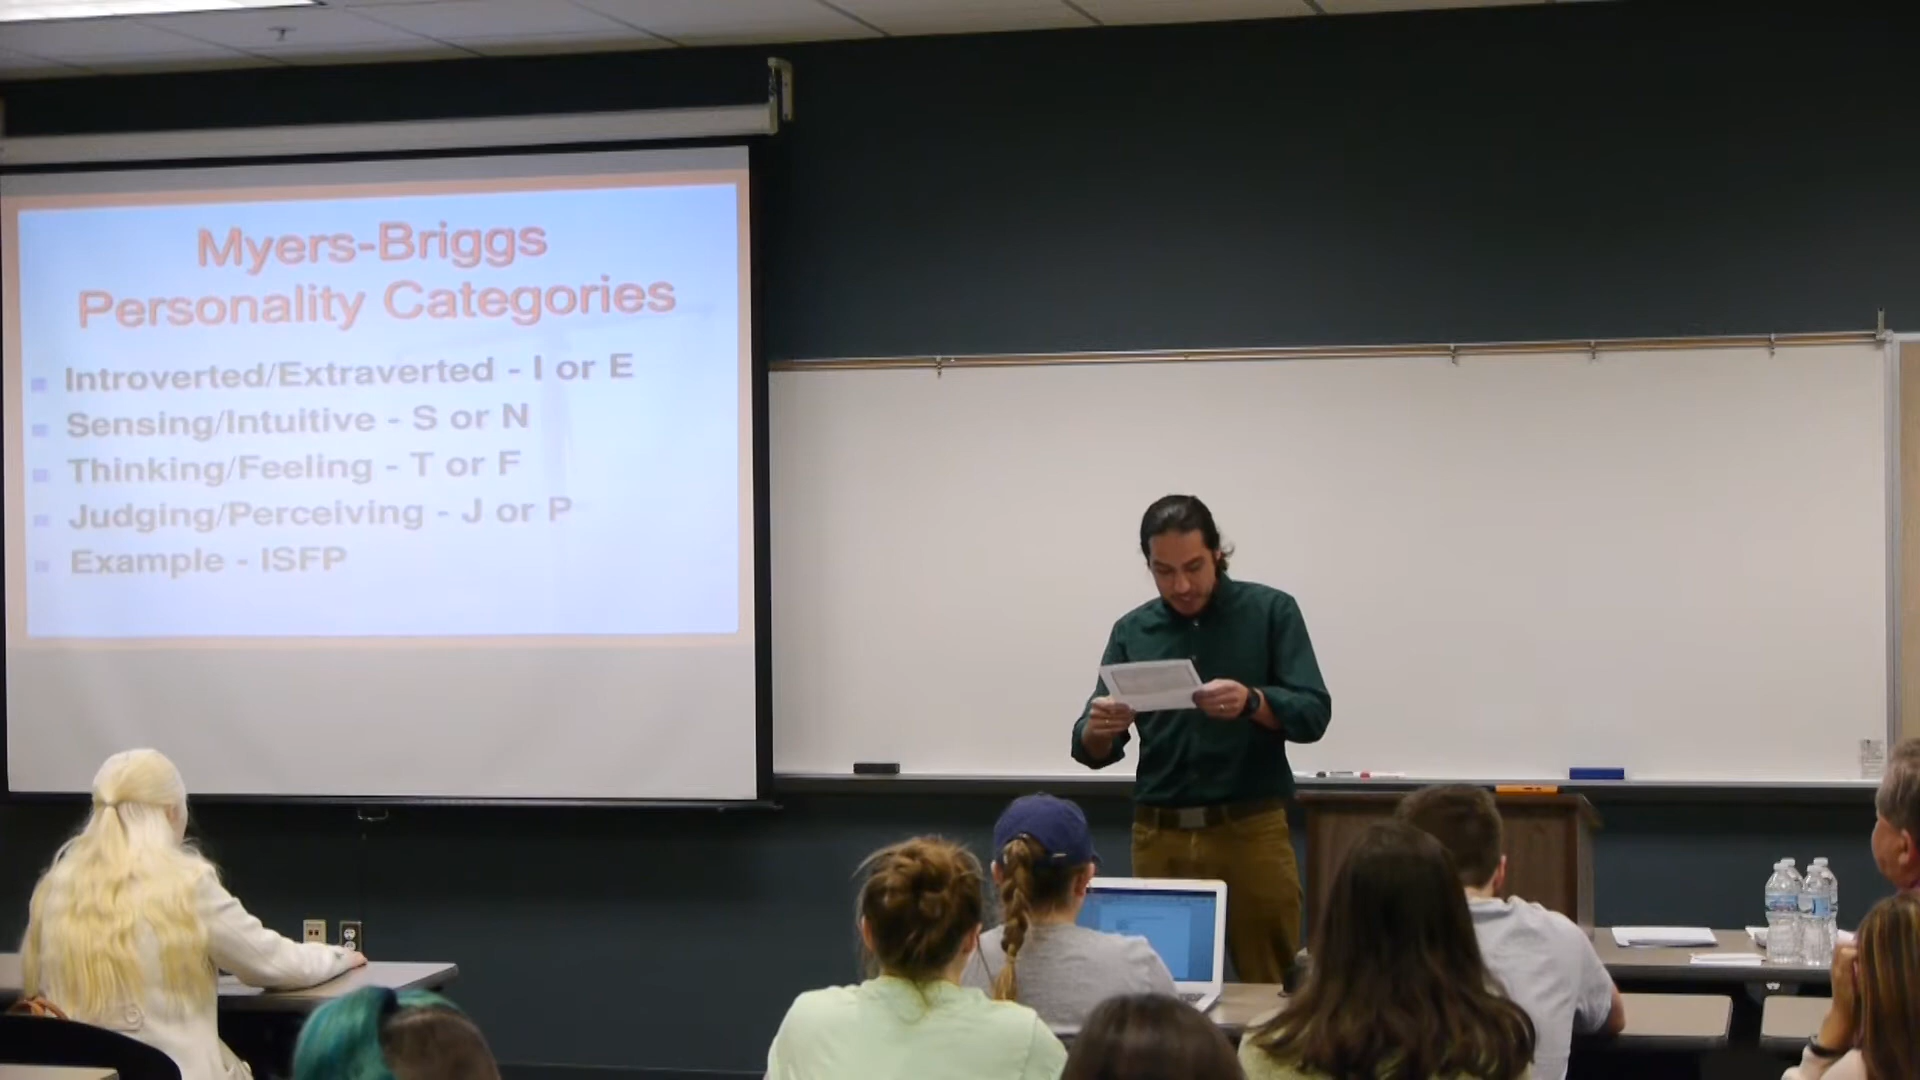 Myers-Briggs
Personality Categories
Introverted/Extraverted - I or E
Sensing/Intuitive - S or N
Thinking/Feeling - T or F
Judging/Perceiving - J or P
Example - ISFP